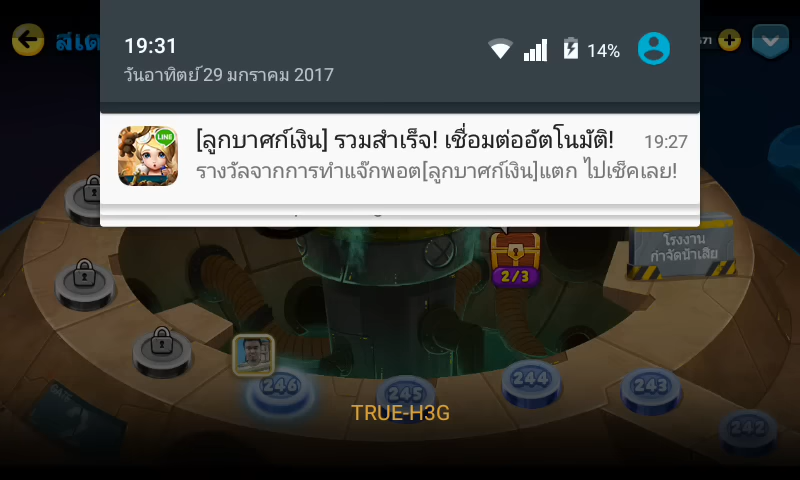 19:31
14%
วันอาทิตย์ 29 มกราคม 2017
LINE
[ลูกบาศก์เงิน] รวมสำเร็จ! เชื่อมต่ออัตโนมัติ!
19:27
รางวัลจากการทำแจ๊กพอต[ลูกบาศก์เงิน]แตก ไปเช็คเลย!
โรงงาน
กำจัดน้ำเสีย
2/3
246
245
244
243
242
TRUE-H3G